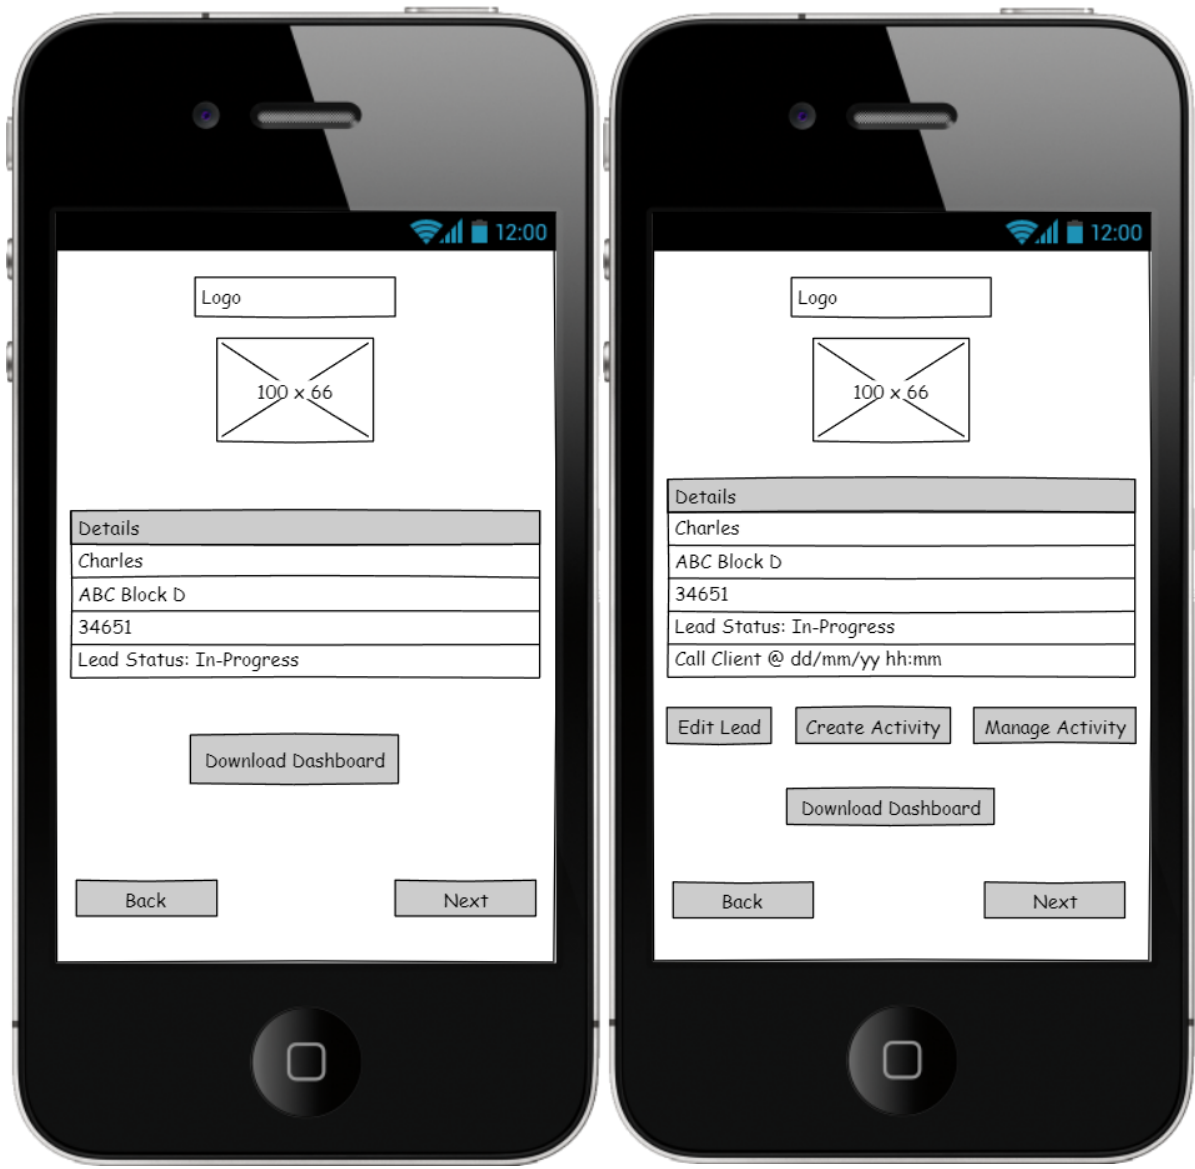 12:00
Logo
100 x 66
Details
Charles
ABC Block D
34651
Lead Status: In-Progress
Download Dashboard
Back Next
12:00
Logo
100 x 66
Details
Charles
ABC Block D
34651
Lead Status: In-Progress
Call Client @ dd/mm/yy hh:mm
Edit Lead Create Activity Manage Activity
Download Dashboard
Back Next